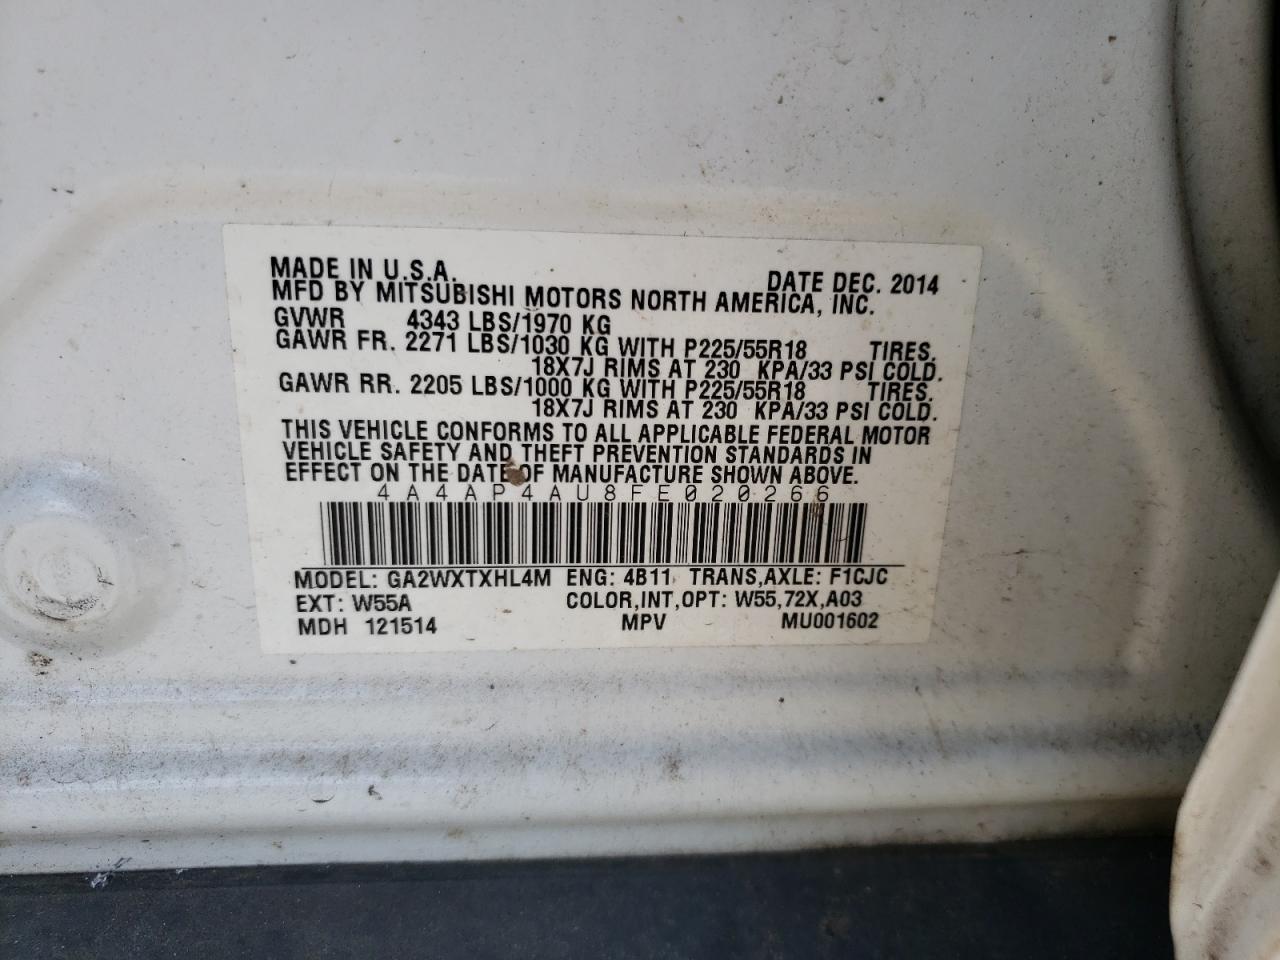 MADE IN U.S.A. DATE DEC. 2014
MFD BY MITSUBISHI MOTORS NORTH AMERICA, INC.
GVWR 4343 LBS/1970 KG
GAWR FR. 2271 LBS/1030 KG WITH P225/55R18 TIRES.
18X7J RIMS AT 230 KPA/33 PSI COLD.
GAWR RR. 2205 LBS/1000 KG WITH P225/55R18 TIRES.
18X7J RIMS AT 230 KPA/33 PSI COLD.
THIS VEHICLE CONFORMS TO ALL APPLICABLE FEDERAL MOTOR
VEHICLE SAFETY AND THEFT PREVENTION STANDARDS IN
EFFECT ON THE DATE OF MANUFACTURE SHOWN ABOVE.
4A4AP4AU8FE020266
MODEL: GA2WXTXHL4M ENG: 4B11 TRANS,AXLE: F1CJC
EXT: W55A COLOR,INT,OPT: W55,72X,A03
MDH 121514 MPV MU001602